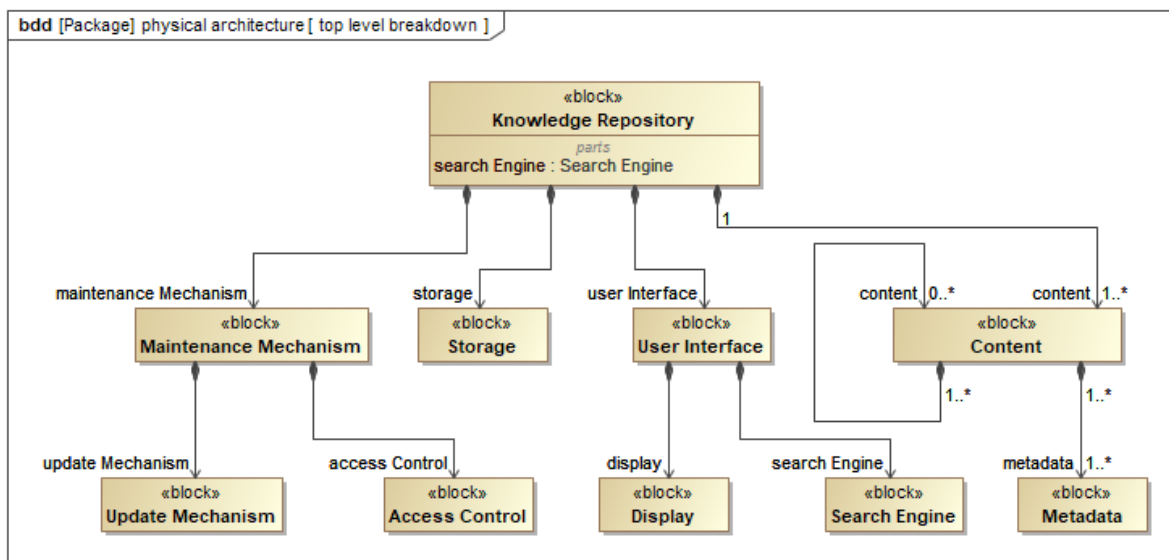 bdd [Package] physical architecture [ top level breakdown ]
«block»
Knowledge Repository
parts
search Engine : Search Engine
1
maintenance Mechanism
storage
user Interface
content 0..*
content 1..*
«block»
Maintenance Mechanism
«block»
Storage
«block»
User Interface
«block»
Content
1..*
1..*
update Mechanism
access Control
display
search Engine
metadata 1..*
«block»
Update Mechanism
«block»
Access Control
«block»
Display
«block»
Search Engine
«block»
Metadata